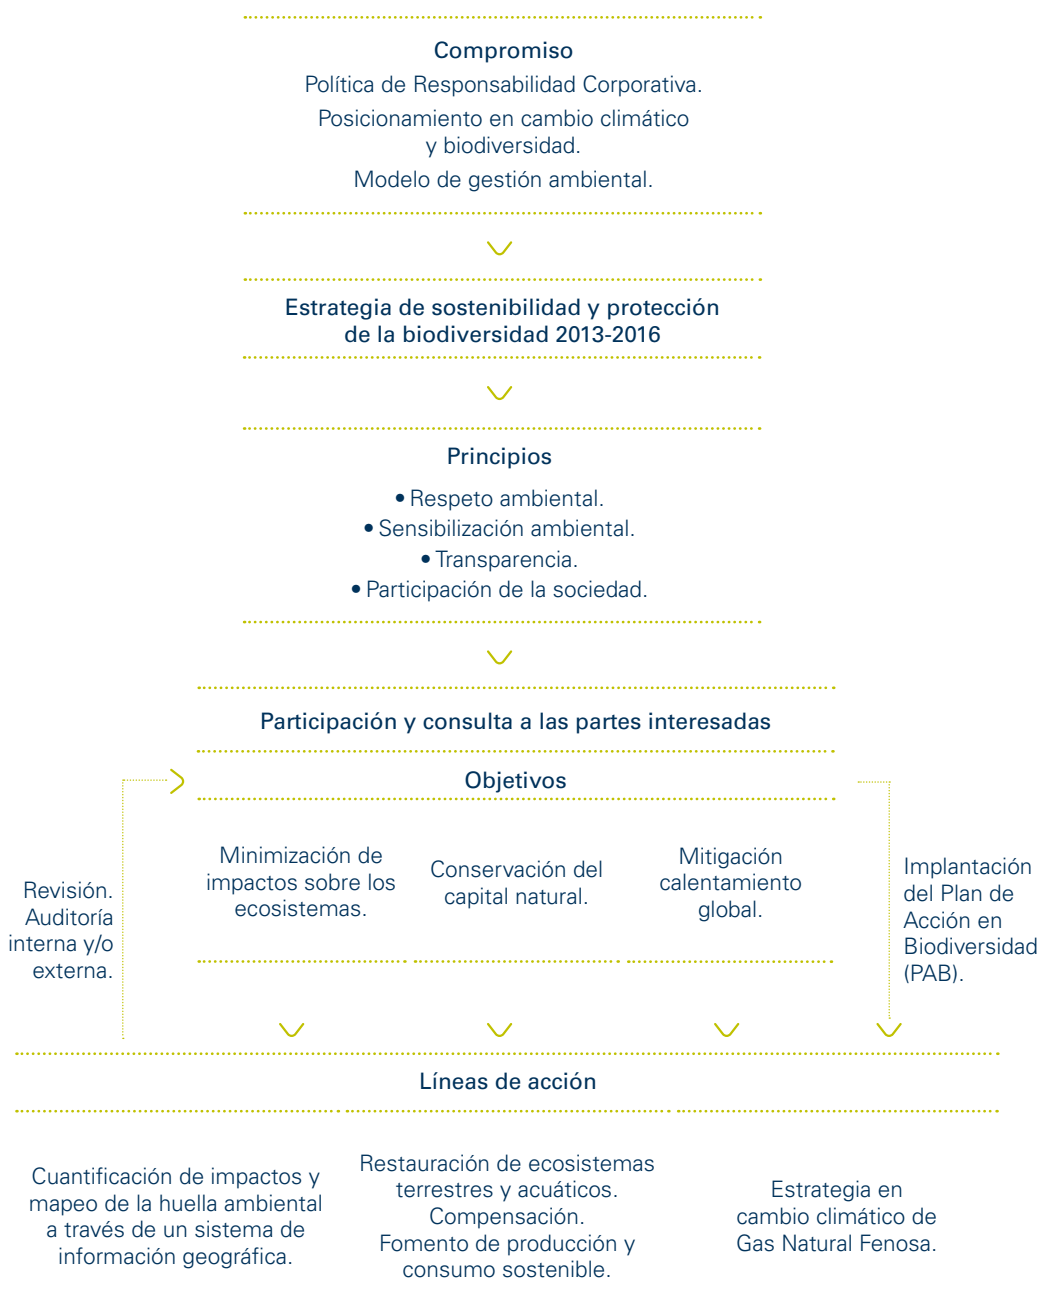 Compromiso
Política de Responsabilidad Corporativa.
Posicionamiento en cambio climático
y biodiversidad.
Modelo de gestión ambiental.
Estrategia de sostenibilidad y protección
de la biodiversidad 2013-2016
Principios
• Respeto ambiental.
• Sensibilización ambiental.
• Transparencia.
• Participación de la sociedad.
Participación y consulta a las partes interesadas
Objetivos
Revisión.
Auditoría
interna y/o
externa.
Minimización de
impactos sobre los
ecosistemas.
Conservación del
capital natural.
Mitigación
calentamiento
global.
Implantación
del Plan de
Acción en
Biodiversidad
(PAB).
Líneas de acción
Cuantificación de impactos y
mapeo de la huella ambiental
a través de un sistema de
información geográfica.
Restauración de ecosistemas
terrestres y acuáticos.
Compensación.
Fomento de producción y
consumo sostenible.
Estrategia en
cambio climático de
Gas Natural Fenosa.